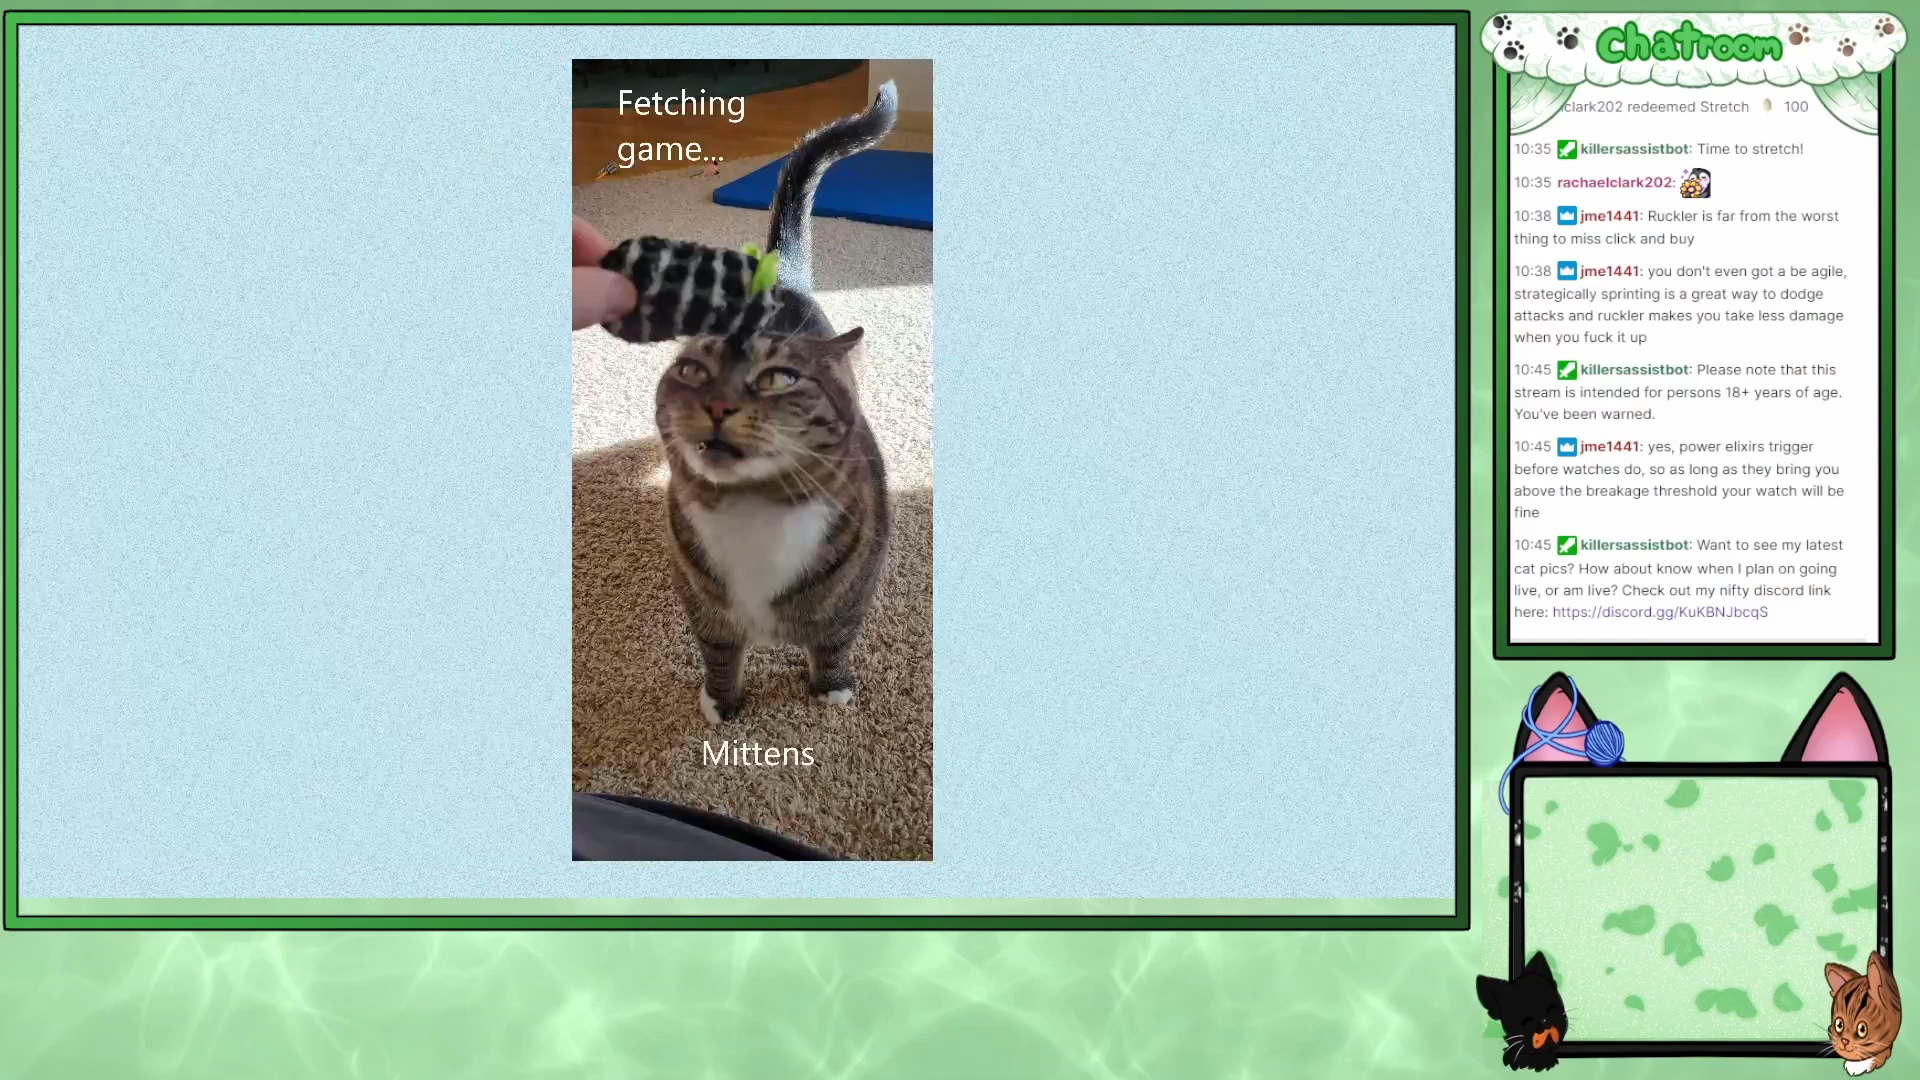 Fetching
game...
Mittens
Chatroom
clark202 redeemed Stretch 100
10:35 killersassistbot: Time to stretch!
10:35 rachaelclark202:
10:38 jme1441: Ruckler is far from the worst
thing to miss click and buy
10:38 jme1441: you don't even got a be agile,
strategically sprinting is a great way to dodge
attacks and ruckler makes you take less damage
when you fuck it up
10:45 killersassistbot: Please note that this
stream is intended for persons 18+ years of age.
You've been warned.
10:45 jme1441: yes, power elixirs trigger
before watches do, so as long as they bring you
above the breakage threshold your watch will be
fine
10:45 killersassistbot: Want to see my latest
cat pics? How about know when I plan on going
live, or am live? Check out my nifty discord link
here: https://discord.gg/KuKBNJbcqS